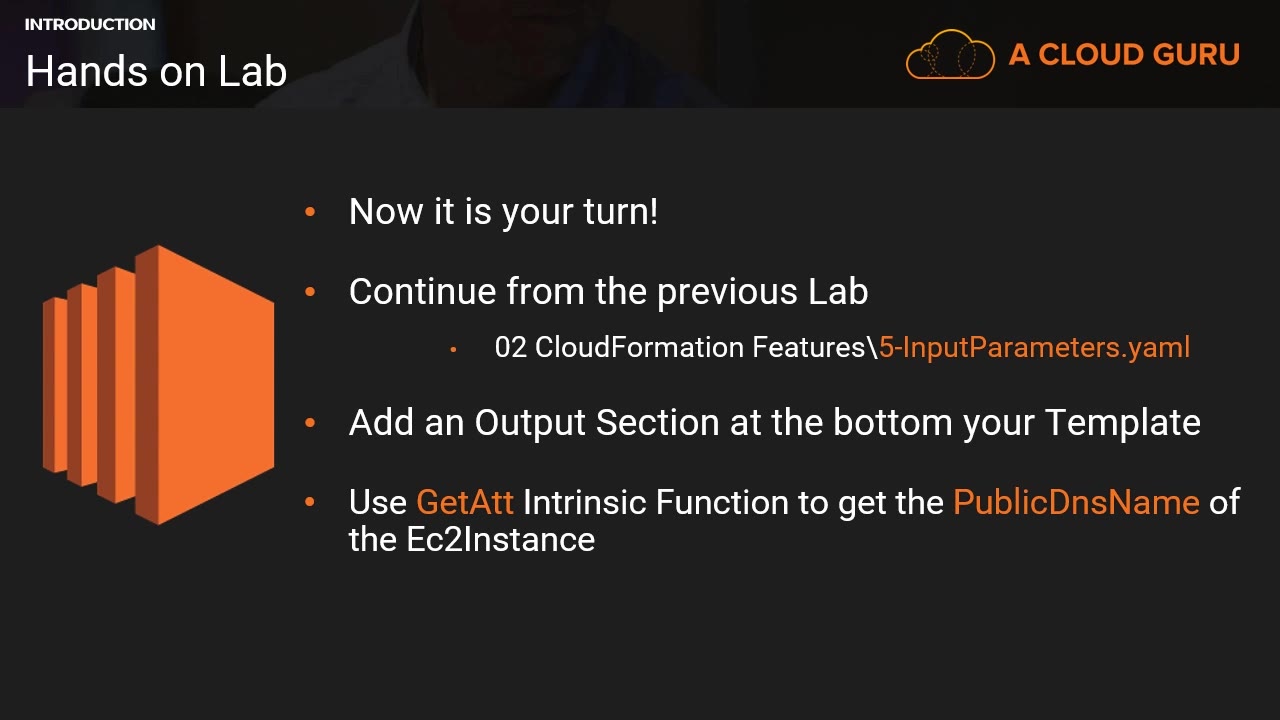 INTRODUCTION
Hands on Lab
A CLOUD GURU
• Now it is your turn!
• Continue from the previous Lab
• 02 CloudFormation Features\5-InputParameters.yaml
• Add an Output Section at the bottom your Template
• Use GetAtt Intrinsic Function to get the PublicDnsName of
the Ec2Instance